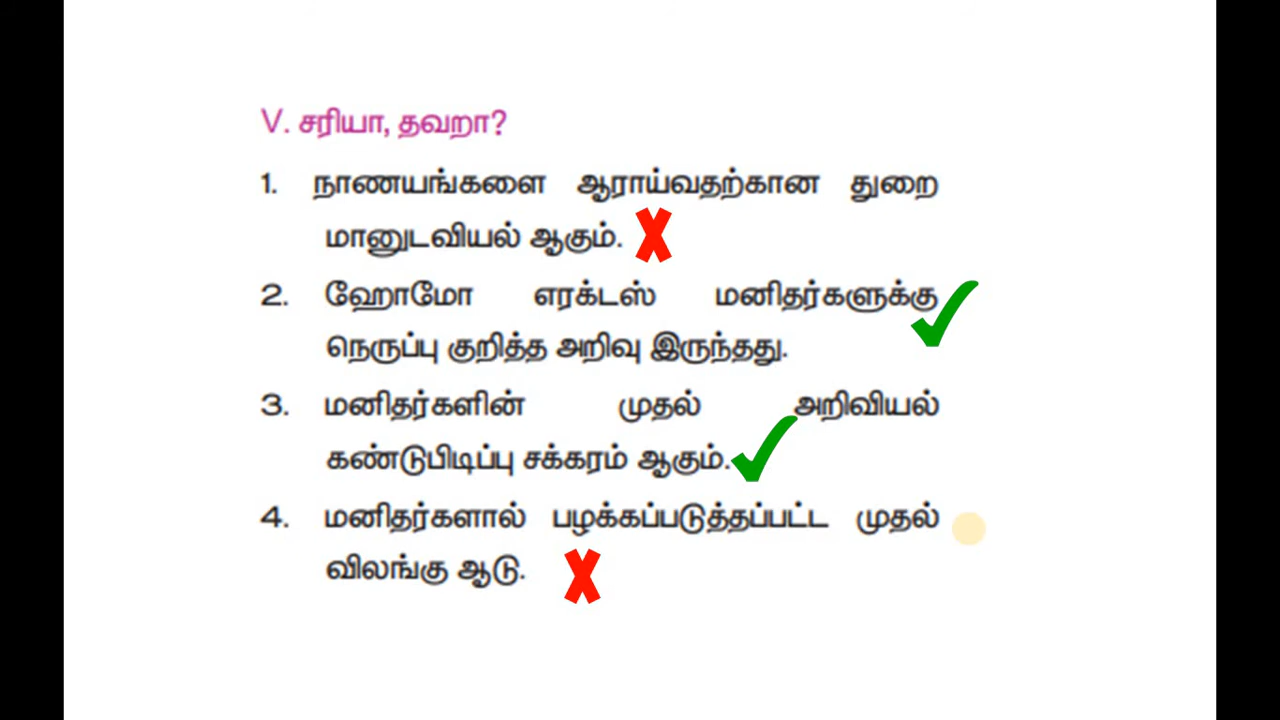 V. சரியா, தவறா?
1. நாணயங்களை ஆராய்வதற்கான துறை
மானுடவியல் ஆகும்.
2. ஹோமோ எரக்டஸ் மனிதர்களுக்கு
நெருப்பு குறித்த அறிவு இருந்தது.
3. மனிதர்களின் முதல் அறிவியல்
கண்டுபிடிப்பு சக்கரம் ஆகும்.
4. மனிதர்களால் பழக்கப்படுத்தப்பட்ட முதல்
விலங்கு ஆடு.